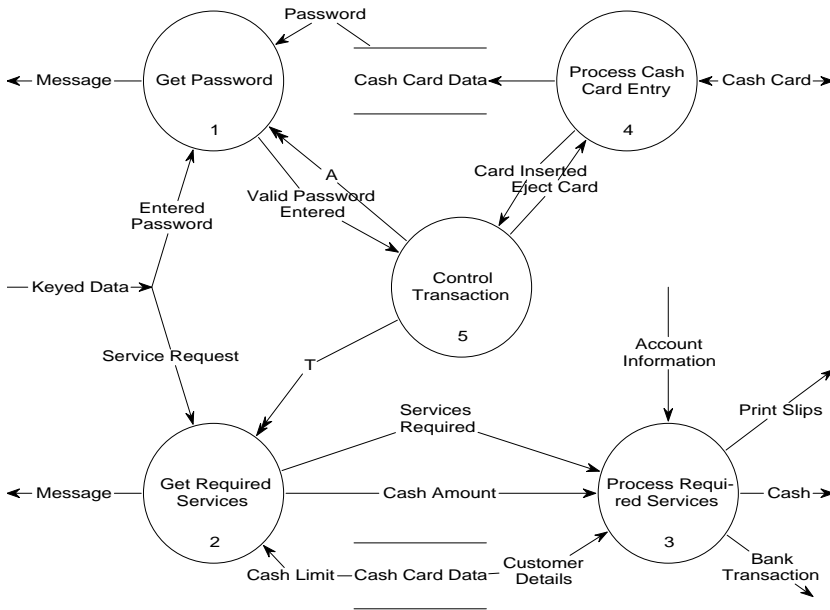 Password
Message
Get Password
1
Cash Card Data
Process Cash
Card Entry
4
Cash Card
A
Valid Password
Entered
Card Inserted
Eject Card
Entered
Password
Keyed Data
Control
Transaction
5
Service Request
T
Account
Information
Print Slips
Services
Required
Message
Get Required
Services
2
Cash Amount
Process Requi-
red Services
3
Cash
Cash Limit
Cash Card Data
Customer
Details
Bank
Transaction